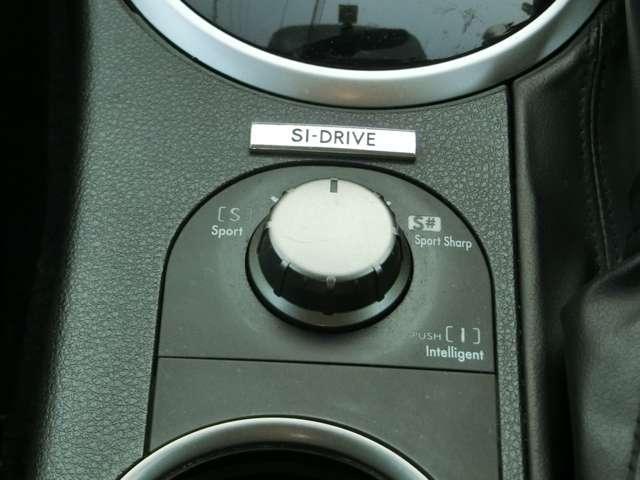 SI-DRIVE
[S]
Sport
S#
Sport Sharp
PUSH [I]
Intelligent